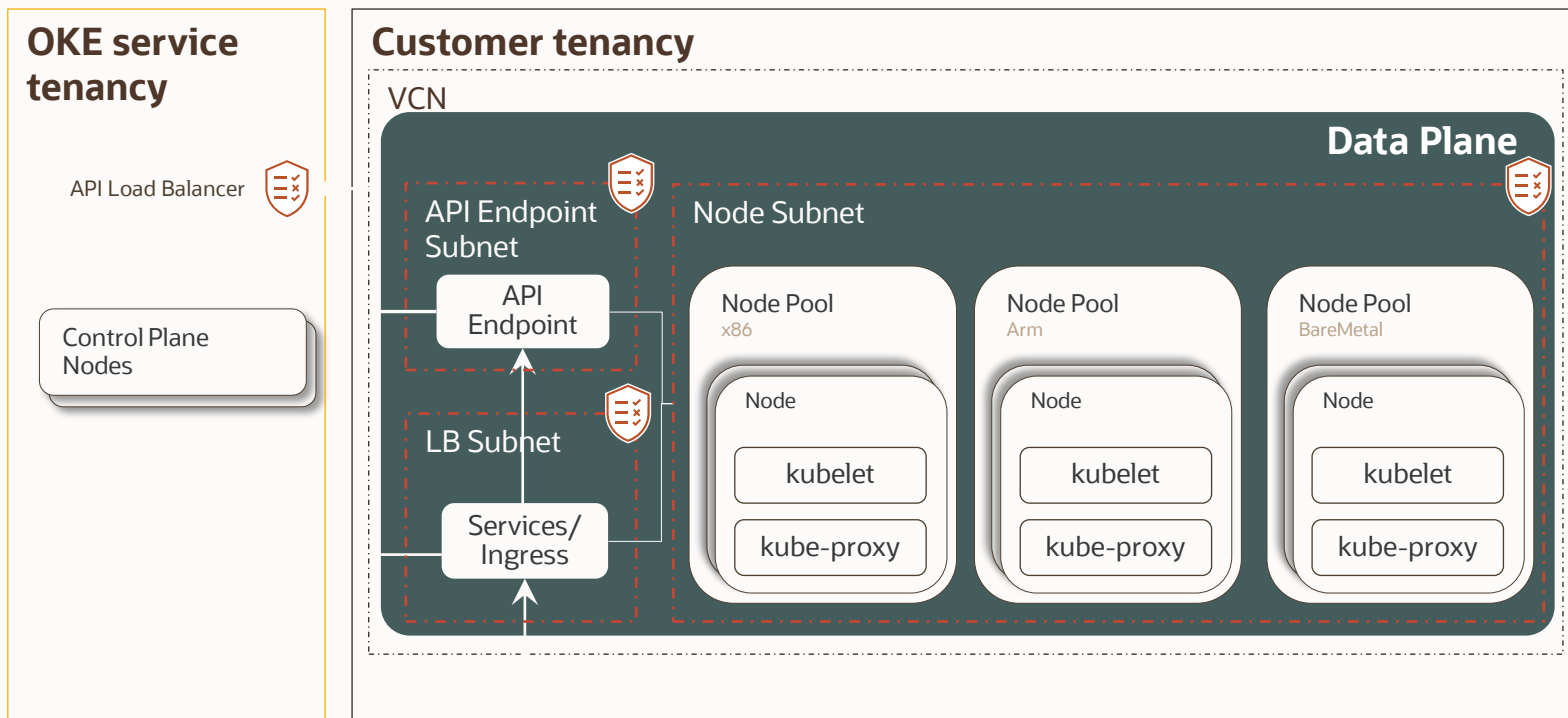 OKE service
tenancy
API Load Balancer
Control Plane
Nodes
Customer tenancy
VCN
Data Plane
API Endpoint
Subnet
API
Endpoint
LB Subnet
Services/
Ingress
Node Subnet
Node Pool
x86
Node
kubelet
kube-proxy
Node Pool
Arm
Node
kubelet
kube-proxy
Node Pool
BareMetal
Node
kubelet
kube-proxy